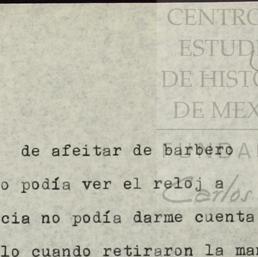 CENTRO
ESTUD
DE HISTO
DE MEX
de afeitar de barbero
o podía ver el reloj a
Carlos
cia no podía darme cuenta
lo cuando retiraron la man